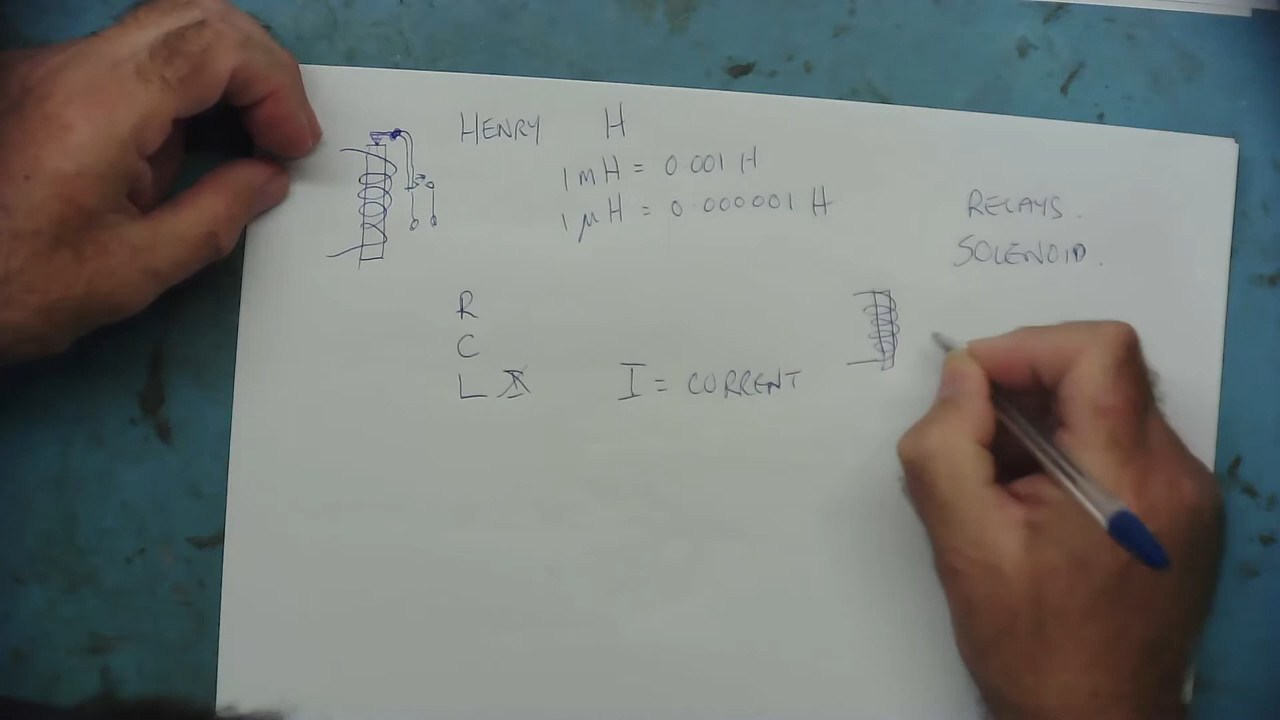 HENRY H
1 mH = 0.001 H
1 μH = 0.000001 H
RELAYS.
SOLENOID.
R
C
L
I = CURRENT